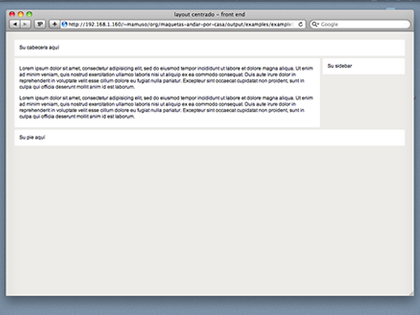 layout centrado – front end
http://192.168.1.160/~mamuso/org/maquetas-andar-por-casa/output/examples/exampl
Google
Su cabecera aquí
Lorem ipsum dolor sit amet, consectetur adipisicing elit, sed do eiusmod tempor incididunt ut labore et dolore magna aliqua. Ut enim
ad minim veniam, quis nostrud exercitation ullamco laboris nisi ut aliquip ex ea commodo consequat. Duis aute irure dolor in
reprehenderit in voluptate velit esse cillum dolore eu fugiat nulla pariatur. Excepteur sint occaecat cupidatat non proident, sunt in
culpa qui officia deserunt mollit anim id est laborum.
Lorem ipsum dolor sit amet, consectetur adipisicing elit, sed do eiusmod tempor incididunt ut labore et dolore magna aliqua. Ut enim
ad minim veniam, quis nostrud exercitation ullamco laboris nisi ut aliquip ex ea commodo consequat. Duis aute irure dolor in
reprehenderit in voluptate velit esse cillum dolore eu fugiat nulla pariatur. Excepteur sint occaecat cupidatat non proident, sunt in
culpa qui officia deserunt mollit anim id est laborum.
Su sidebar
Su pie aquí